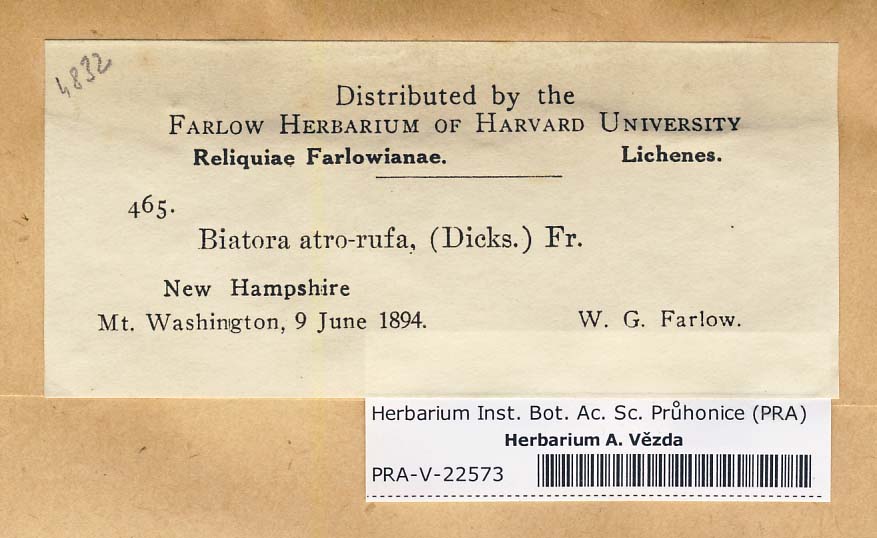 4832
Distributed by the
FARLOW HERBARIUM OF HARVARD UNIVERSITY
Reliquiae Farlowianae. Lichenes.
465.
Biatora atro-rufa, (Dicks.) Fr.
New Hampshire
Mt. Washington, 9 June 1894. W. G. Farlow.
Herbarium Inst. Bot. Ac. Sc. Průhonice (PRA)
Herbarium A. Vězda
PRA-V-22573